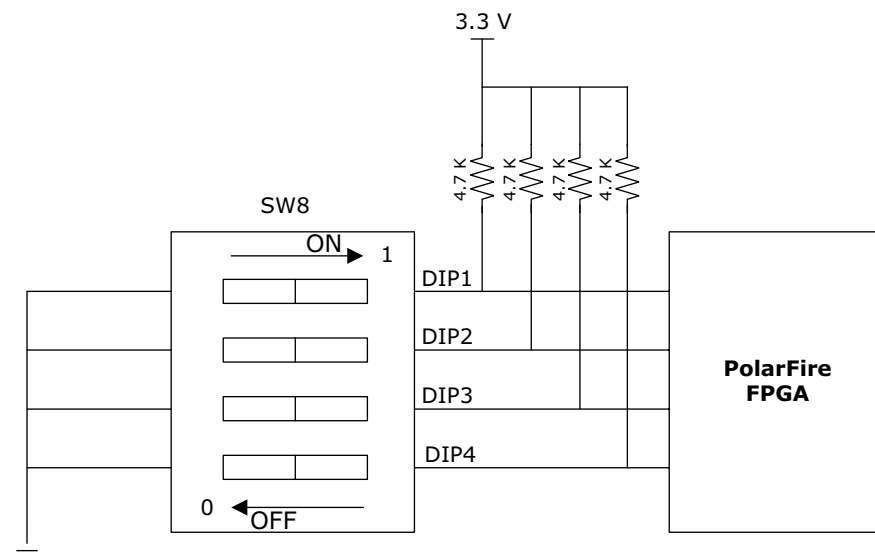 3.3 V
4.7 K
4.7 K
4.7 K
4.7 K
SW8
ON
1
DIP1
DIP2
DIP3
DIP4
0
OFF
PolarFire
FPGA